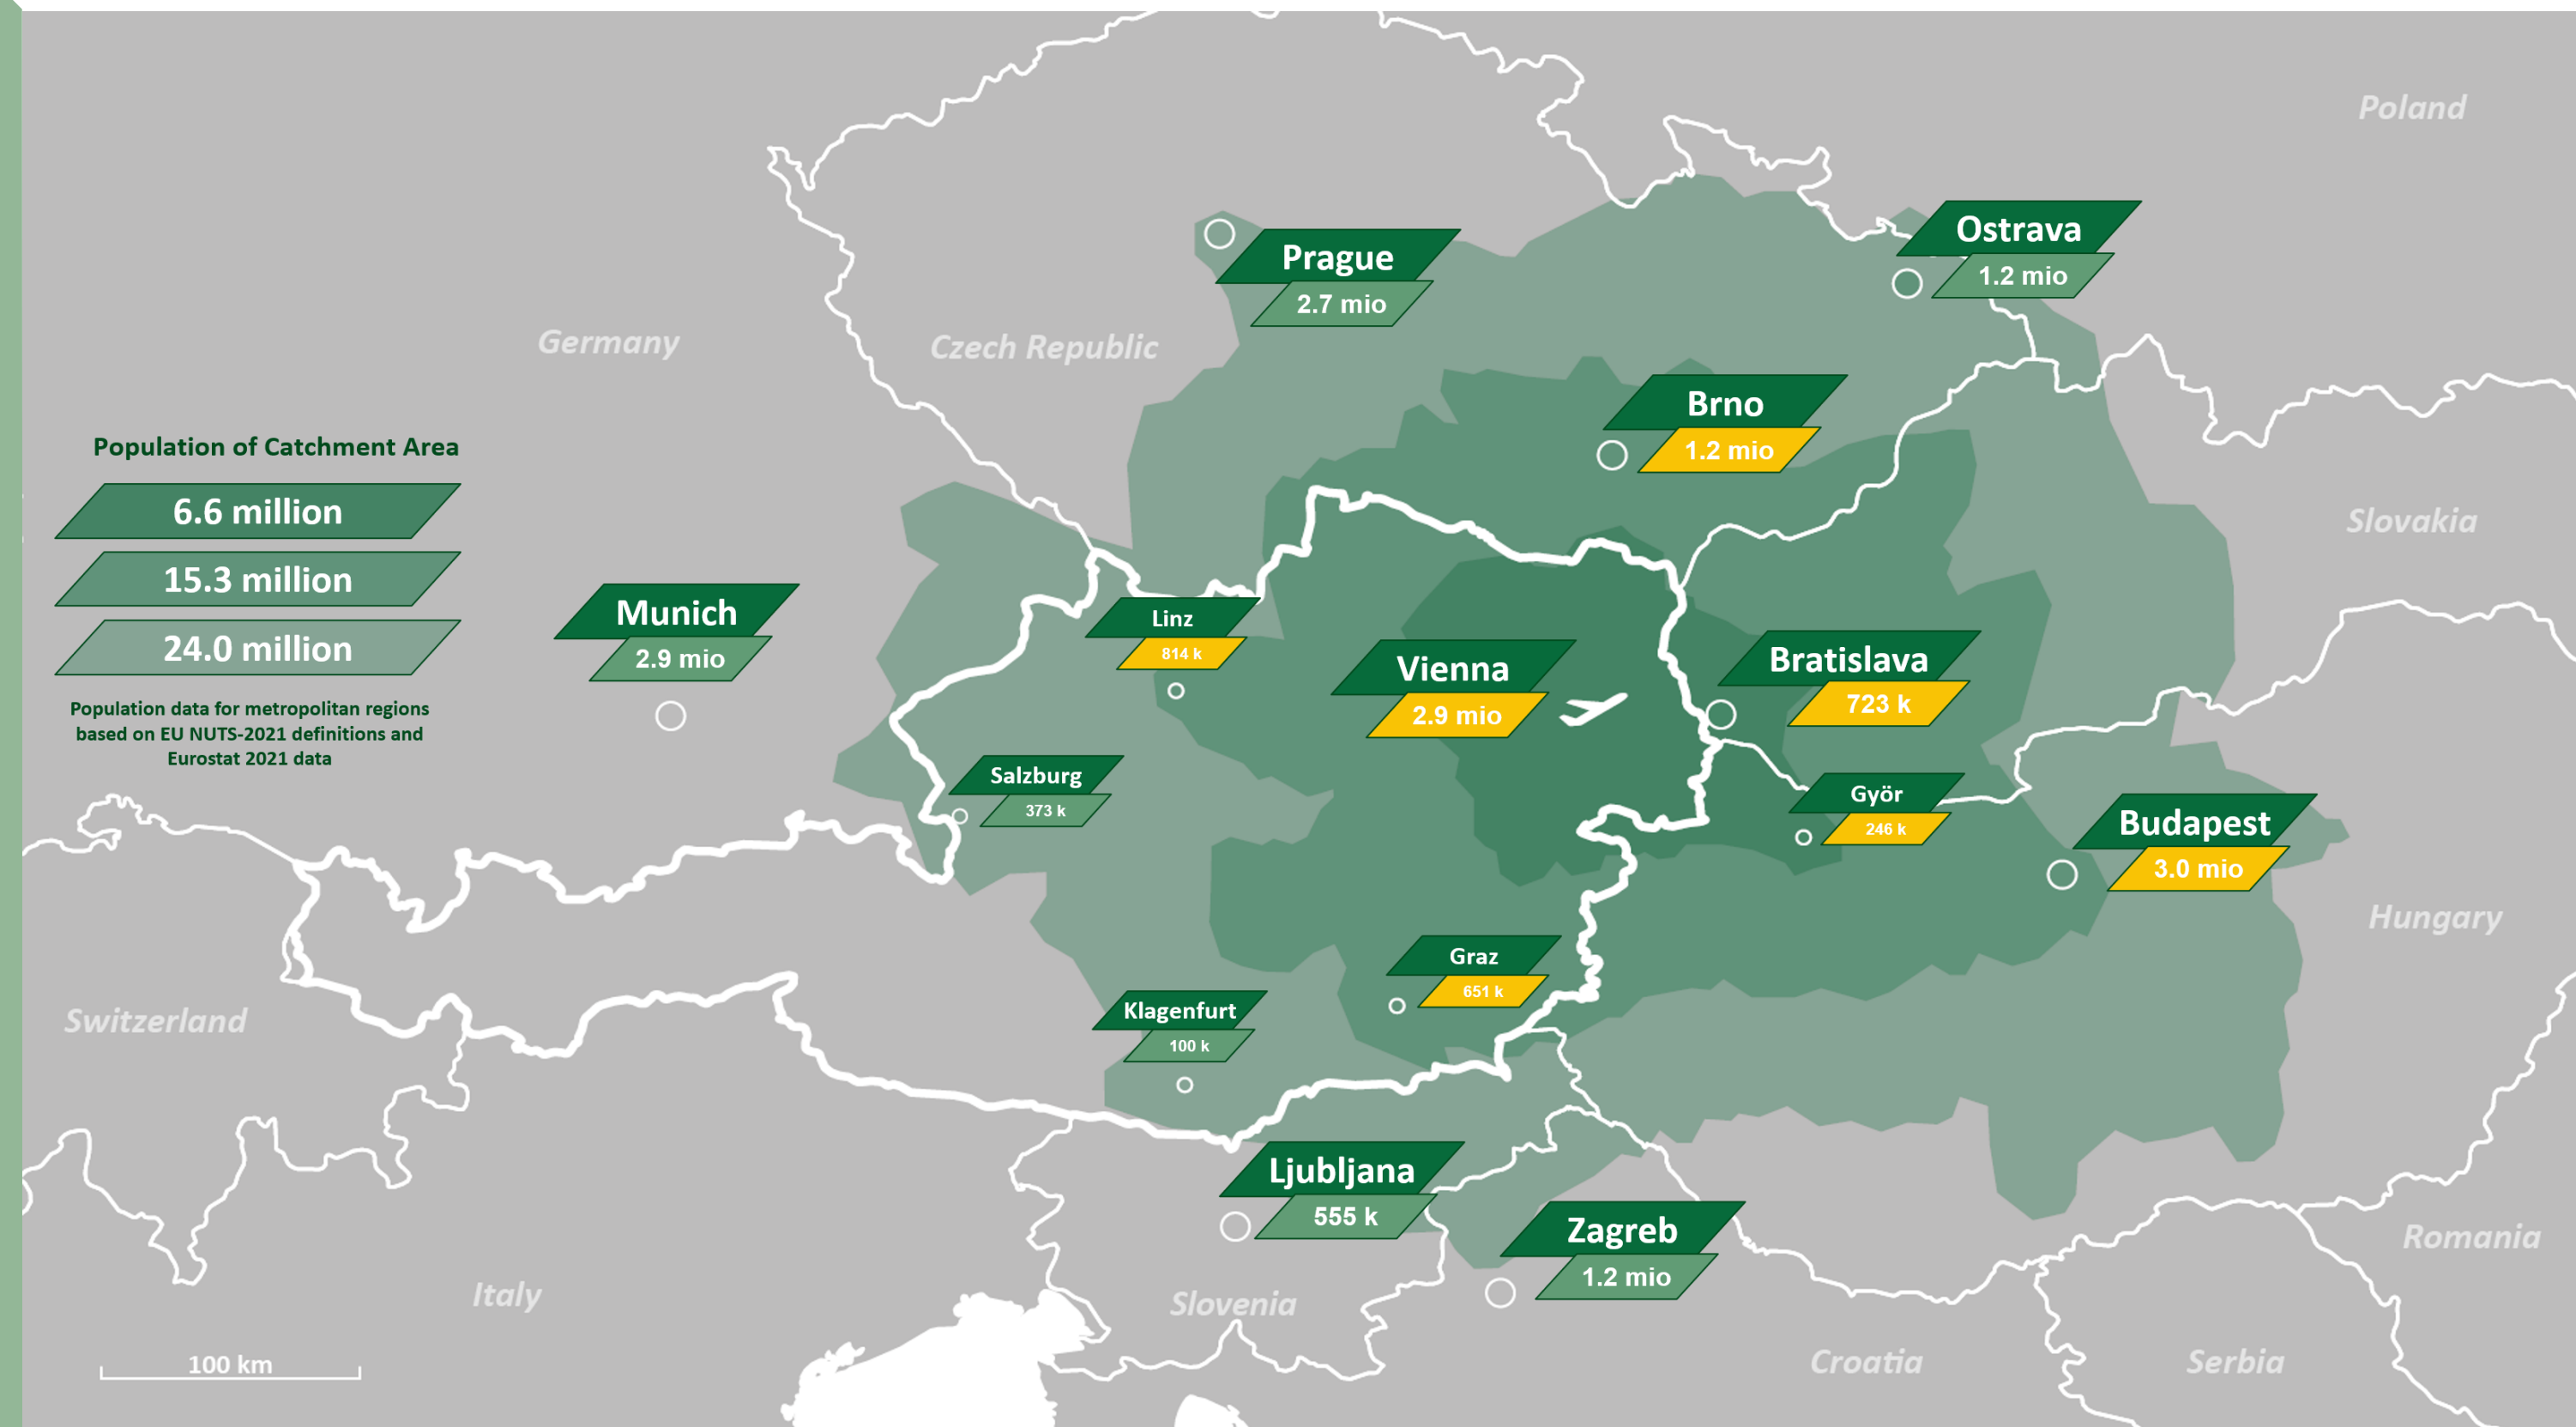 Poland
Ostrava
1.2 mio
Prague
2.7 mio
Germany
Czech Republic
Brno
1.2 mio
Population of Catchment Area
6.6 million
15.3 million
24.0 million
Population data for metropolitan regions
based on EU NUTS-2021 definitions and
Eurostat 2021 data
Slovakia
Munich
2.9 mio
Linz
814 k
Vienna
2.9 mio
Bratislava
723 k
Salzburg
373 k
Györ
246 k
Budapest
3.0 mio
Hungary
Graz
651 k
Switzerland
Klagenfurt
100 k
Ljubljana
555 k
Zagreb
1.2 mio
Romania
Italy
Slovenia
Croatia
Serbia
100 km